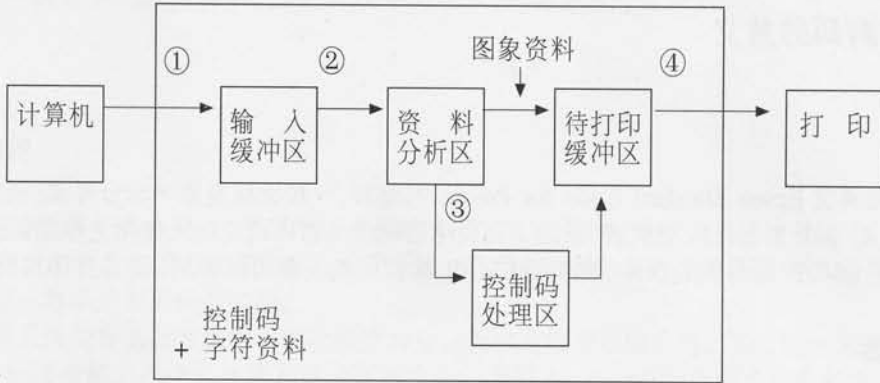 ① ② 图象资料 ④
计算机
输 入
缓冲区
资 料
分析区
待打印
缓冲区
打 印
③
控制码
处理区
控制码
+ 字符资料